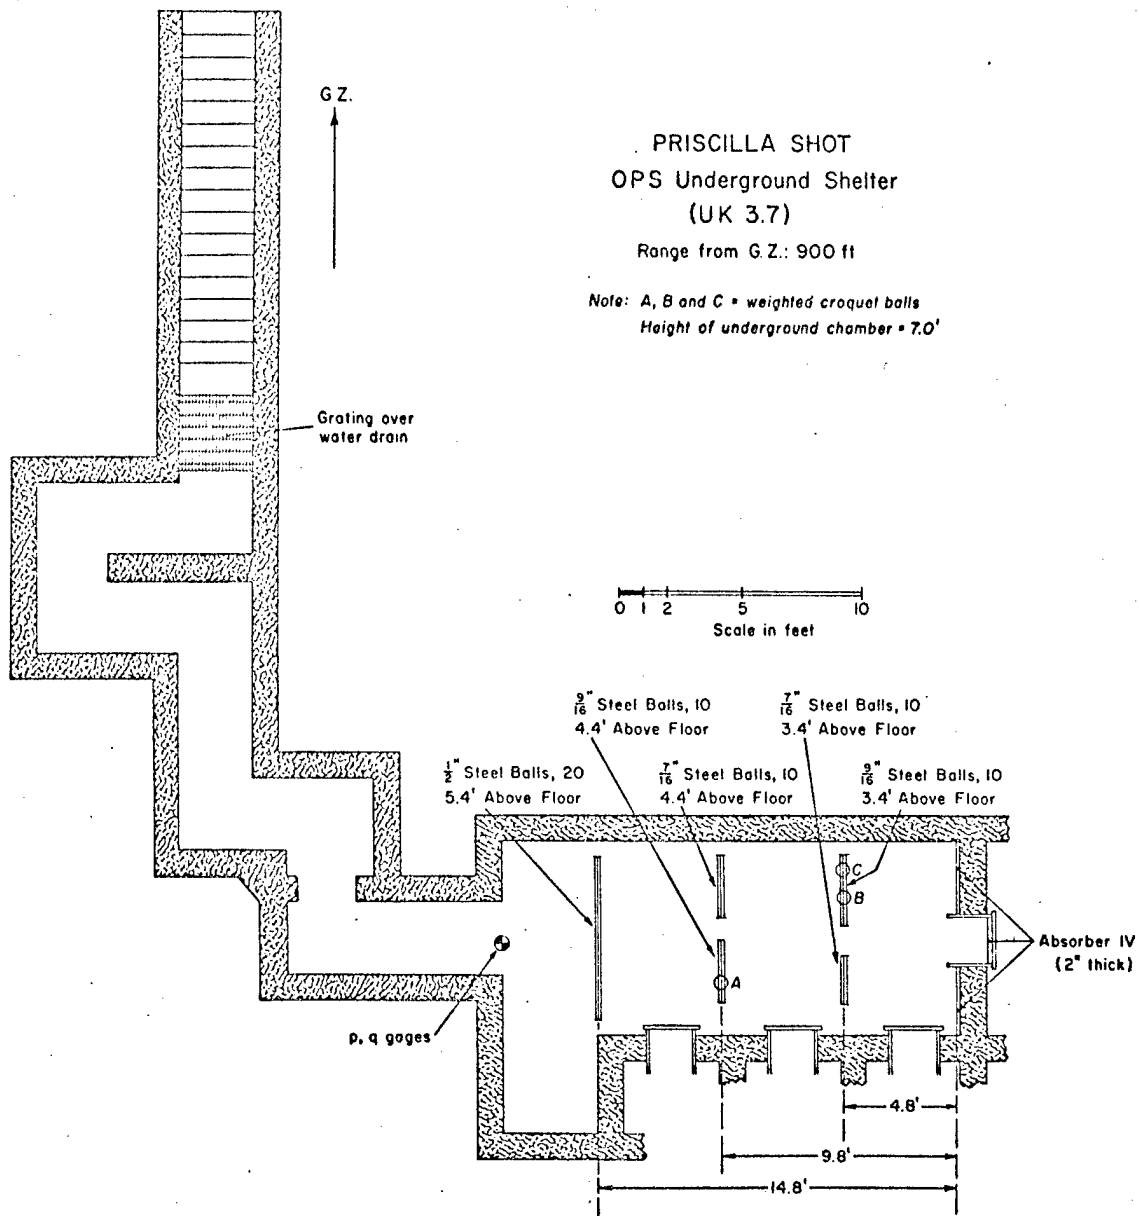 G.Z.
PRISCILLA SHOT
OPS Underground Shelter
(UK 3.7)
Range from G.Z.: 900 ft
Note: A, B and C = weighted croquet balls
Height of underground chamber = 7.0'
Grating over
water drain
0 1 2 5 10
Scale in feet
9/16" Steel Balls, 10
4.4' Above Floor
7/16" Steel Balls, 10
3.4' Above Floor
1/2" Steel Balls, 20
5.4' Above Floor
7/16" Steel Balls, 10
4.4' Above Floor
9/16" Steel Balls, 10
3.4' Above Floor
C
B
A
Absorber IV
(2" thick)
p, q gages
4.8'
9.8'
14.8'